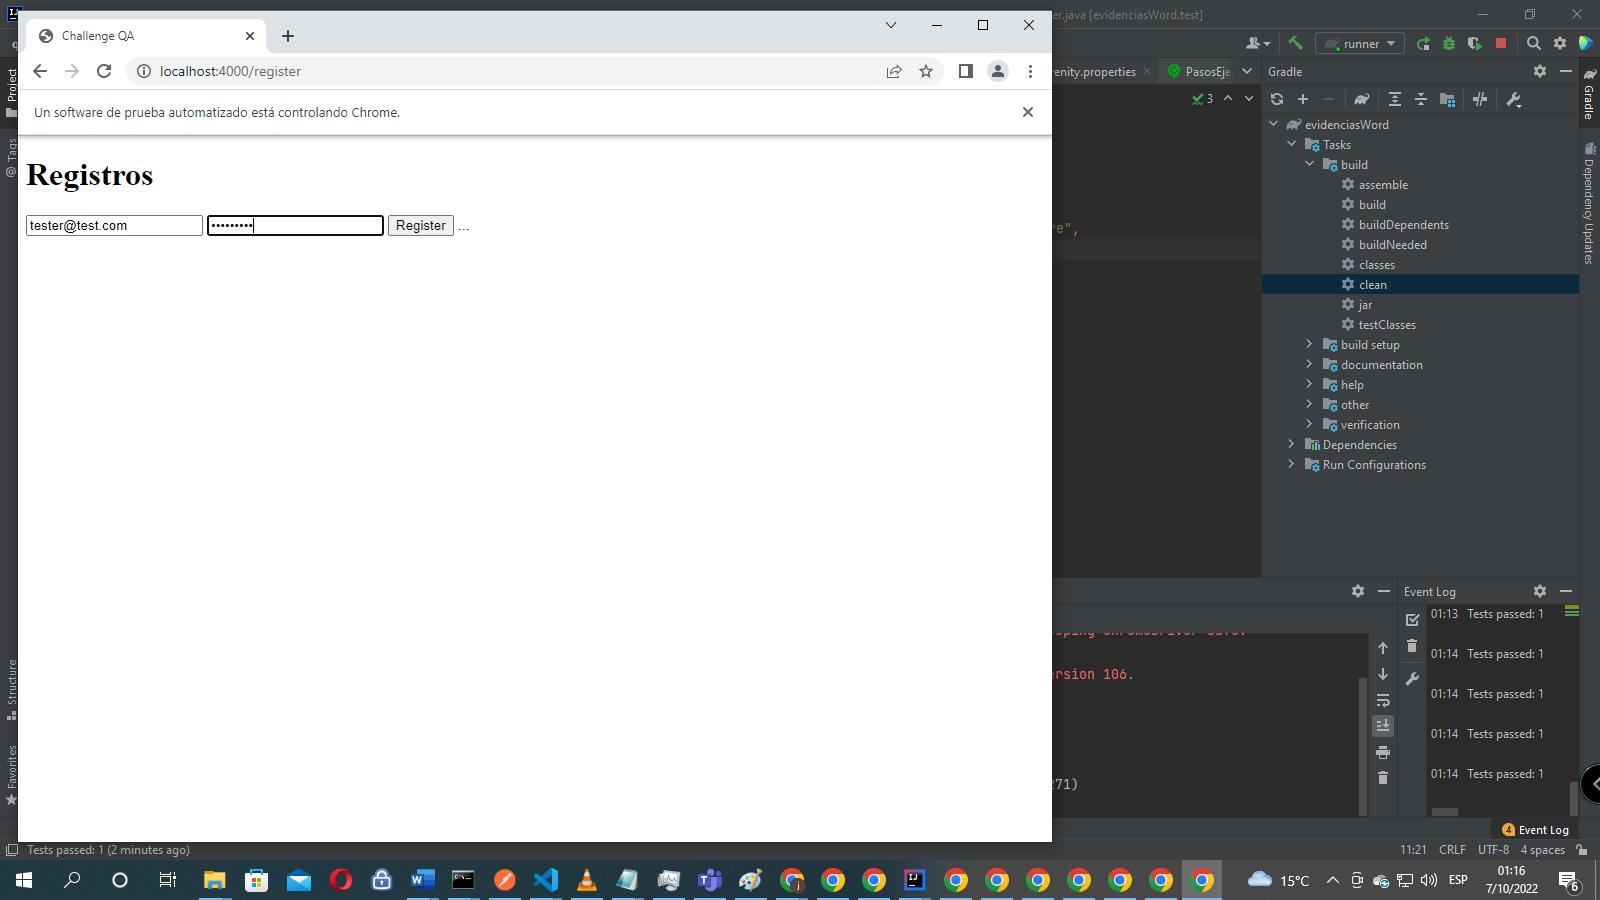 er.java [evidenciasWord.test]
Challenge QA
runner
localhost:4000/register
renity.properties
PasosEje
Gradle
Project
Un software de prueba automatizado está controlando Chrome.
3
Gradle
evidenciasWord
Tasks
build
assemble
build
buildDependents
buildNeeded
classes
clean
jar
testClasses
build setup
documentation
help
other
verification
Dependencies
Run Configurations
@ Tags
Dependency Updates
Registros
tester@test.com ••••••••• Register ...
re",
Event Log
01:13 Tests passed: 1
01:14 Tests passed: 1
01:14 Tests passed: 1
01:14 Tests passed: 1
01:14 Tests passed: 1
ersion 106.
271)
Structure
Favorites
4 Event Log
Tests passed: 1 (2 minutes ago)
11:21 CRLF UTF-8 4 spaces
15°C
ESP
01:16
7/10/2022
6